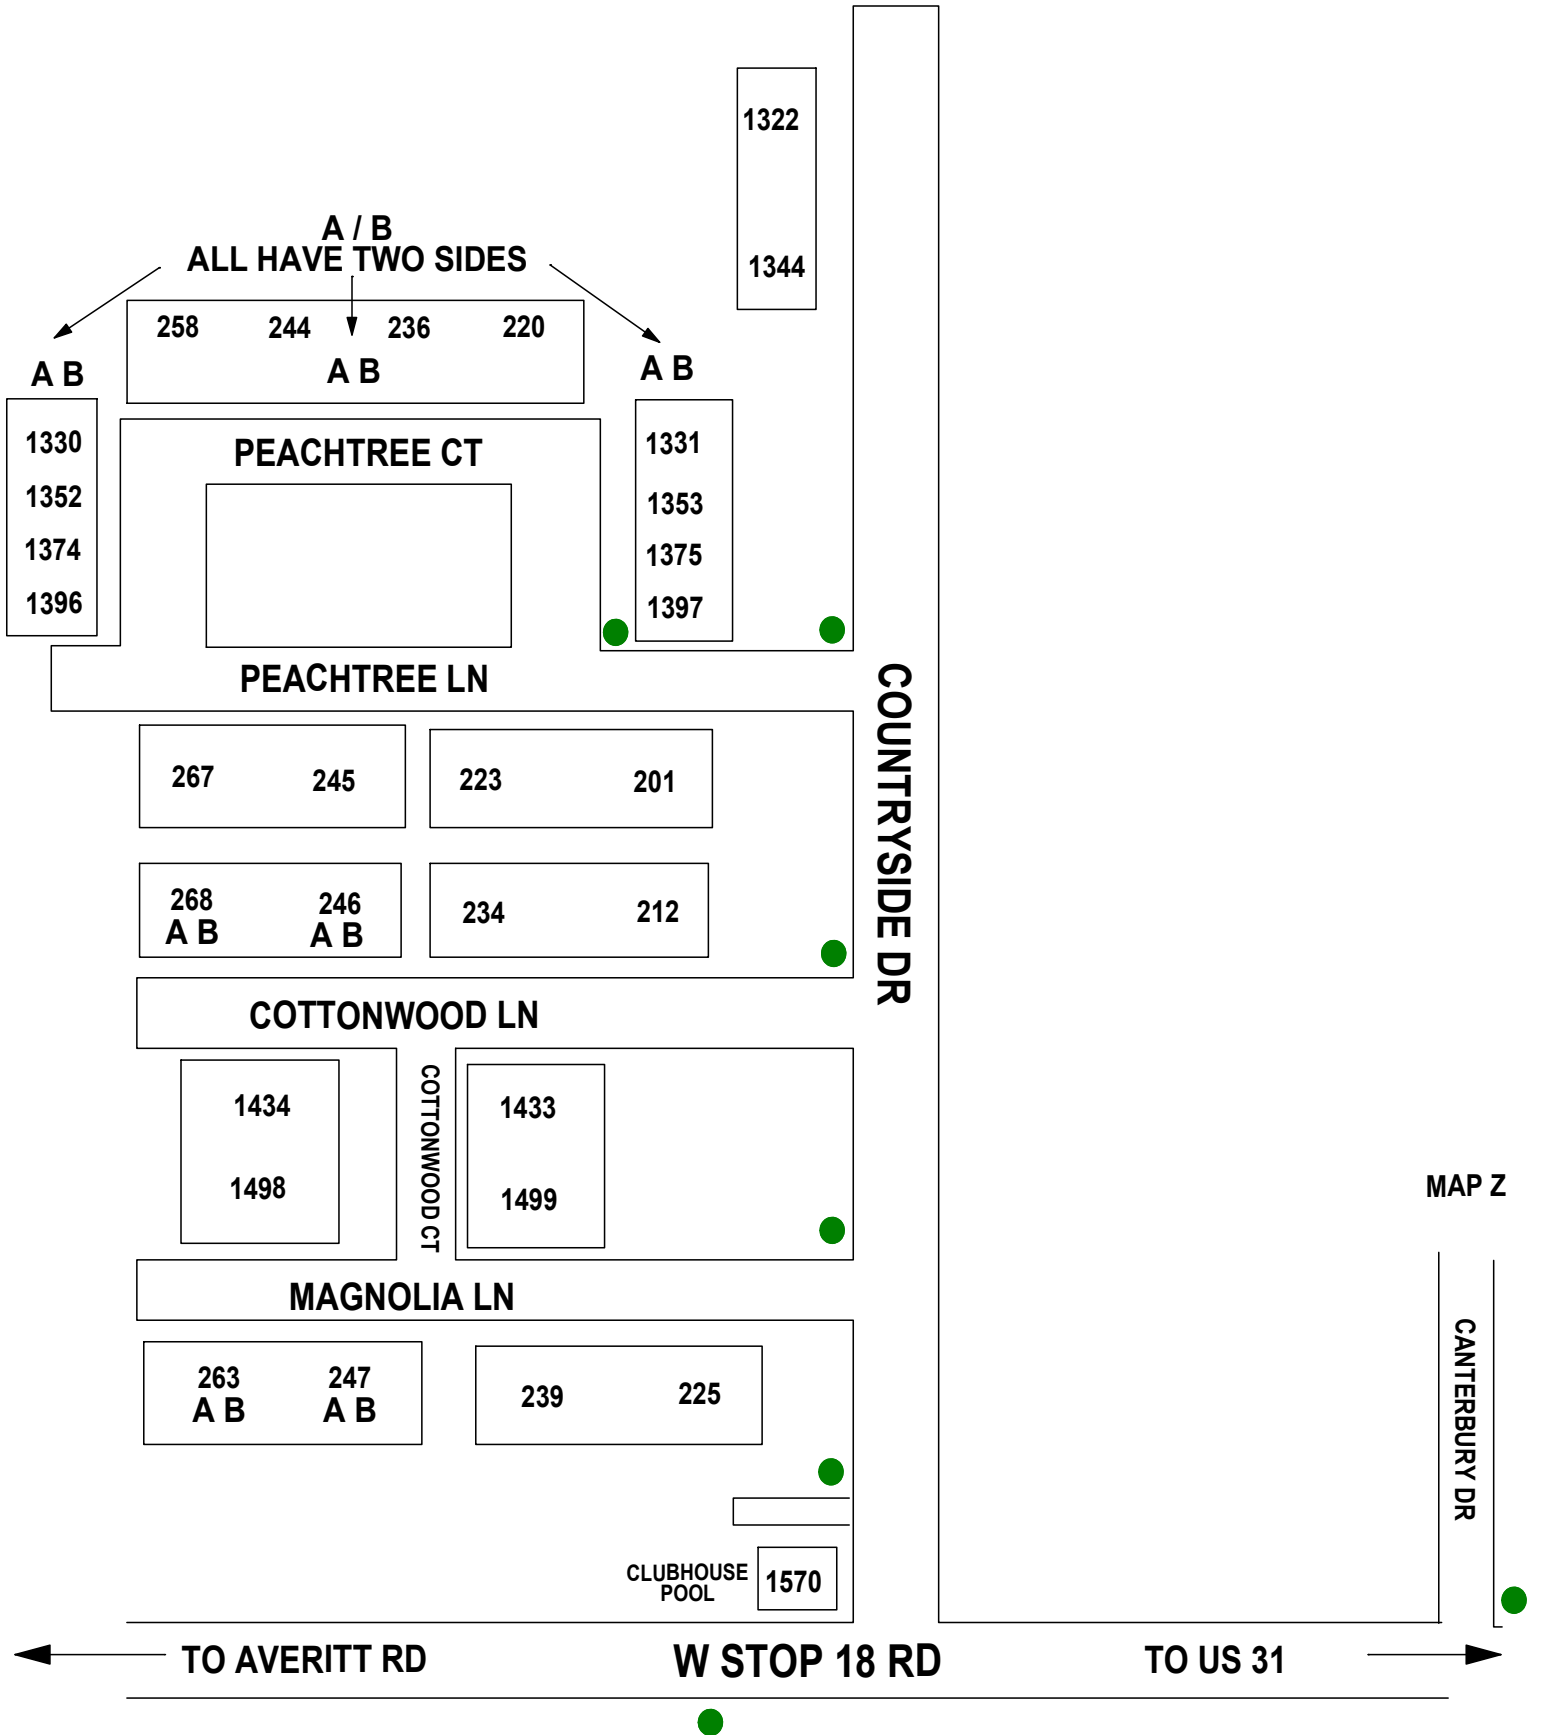 1322
1344
A / B
ALL HAVE TWO SIDES
258 244 236 220
A B
A B
A B
1330
1352
1374
1396
PEACHTREE CT
1331
1353
1375
1397
PEACHTREE LN
COUNTRYSIDE DR
267 245 223 201
268 246 234 212
A B A B
COTTONWOOD LN
COTTONWOOD CT
1434
1498
1433
1499
MAP Z
MAGNOLIA LN
263 247 239 225
A B A B
CANTERBURY DR
CLUBHOUSE
POOL
1570
TO AVERITT RD W STOP 18 RD TO US 31